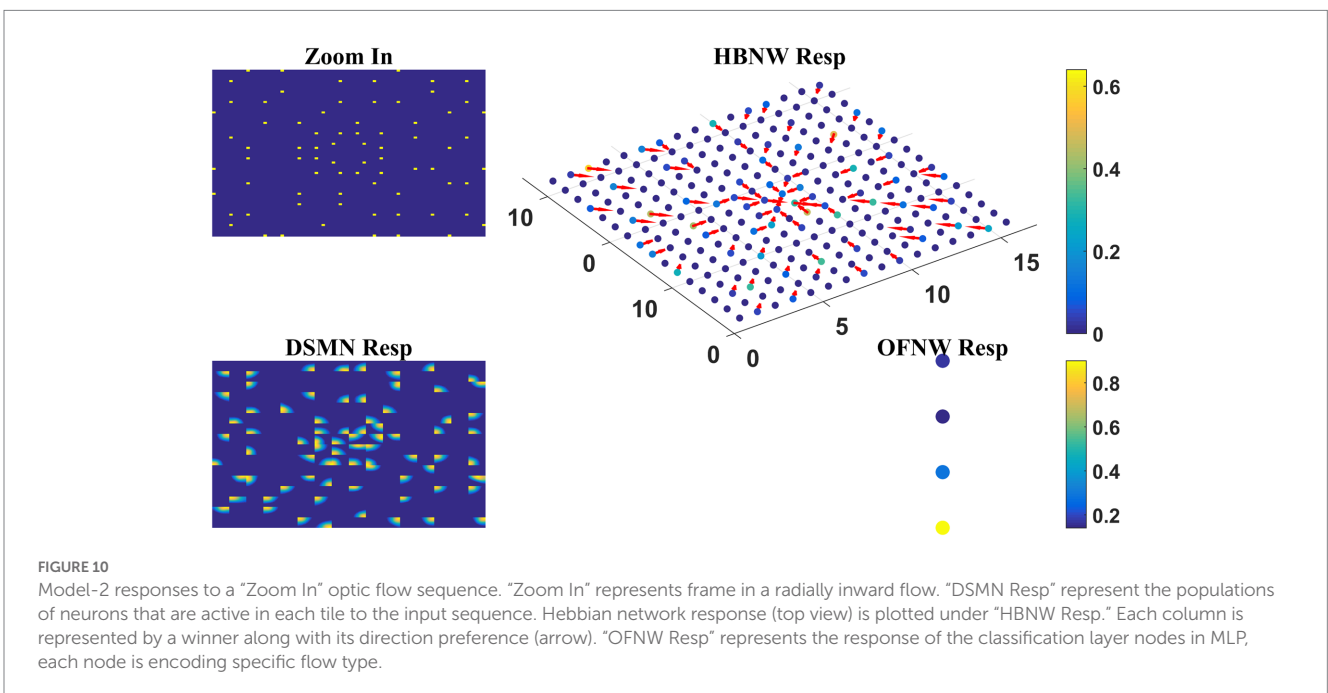 Zoom In
HBNW Resp
0.6
0.4
0.2
0
10
0
10
0
0
5
10
15
DSMN Resp
OFNW Resp
0.8
0.6
0.4
0.2
FIGURE 10
Model-2 responses to a “Zoom In” optic flow sequence. “Zoom In” represents frame in a radially inward flow. “DSMN Resp” represent the populations
of neurons that are active in each tile to the input sequence. Hebbian network response (top view) is plotted under “HBNW Resp.” Each column is
represented by a winner along with its direction preference (arrow). “OFNW Resp” represents the response of the classification layer nodes in MLP,
each node is encoding specific flow type.